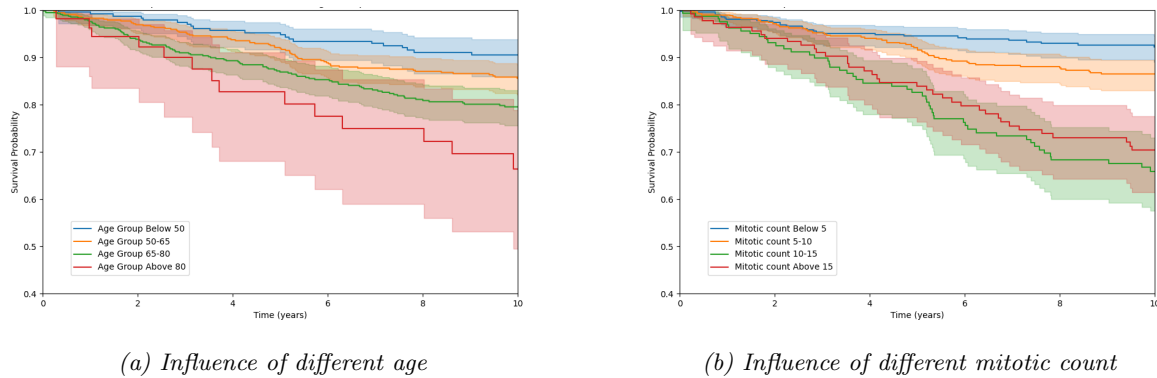 1.0
0.9
0.8
0.7
0.6
0.5
0.4
Survival Probability
Age Group Below 50
Age Group 50-65
Age Group 65-80
Age Group Above 80
0 2 4 6 8 10
Time (years)
(a) Influence of different age
1.0
0.9
0.8
0.7
0.6
0.5
0.4
Survival Probability
Mitotic count Below 5
Mitotic count 5-10
Mitotic count 10-15
Mitotic count Above 15
0 2 4 6 8 10
Time (years)
(b) Influence of different mitotic count